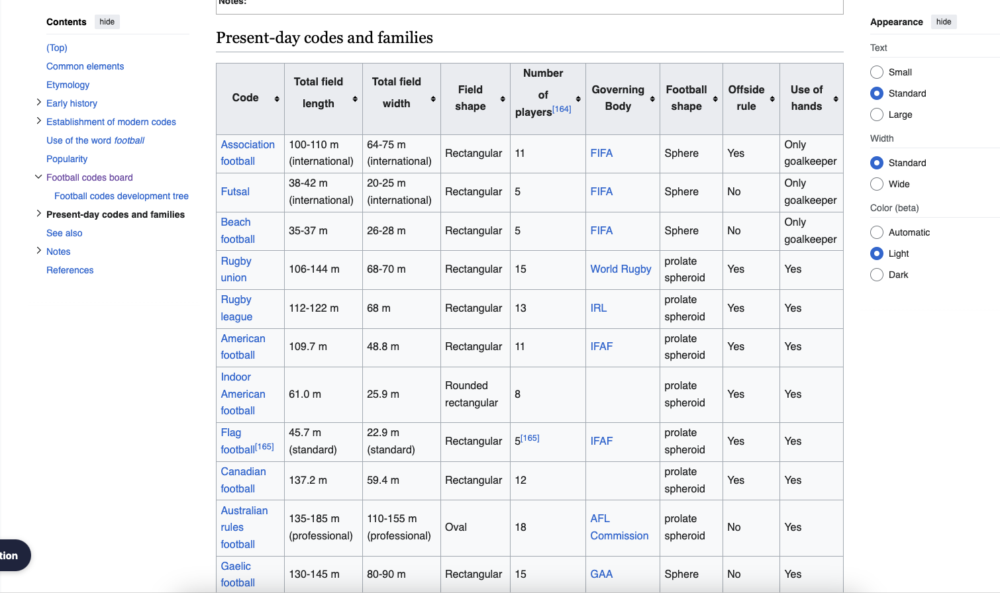 Notes:
Contents hide
(Top)
Common elements
Etymology
Early history
Establishment of modern codes
Use of the word football
Popularity
Football codes board
Football codes development tree
Present-day codes and families
See also
Notes
References
tion
Present-day codes and families
Code
Total field
length
Total field
width
Field
shape
Number
of
players[164]
Governing
Body
Football
shape
Offside
rule
Use of
hands
Association
football
100-110 m
(international)
64-75 m
(international)
Rectangular
11
FIFA
Sphere
Yes
Only
goalkeeper
Futsal
38-42 m
(international)
20-25 m
(international)
Rectangular
5
FIFA
Sphere
No
Only
goalkeeper
Beach
football
35-37 m
26-28 m
Rectangular
5
FIFA
Sphere
No
Only
goalkeeper
Rugby
union
106-144 m
68-70 m
Rectangular
15
World Rugby
prolate
spheroid
Yes
Yes
Rugby
league
112-122 m
68 m
Rectangular
13
IRL
prolate
spheroid
Yes
Yes
American
football
109.7 m
48.8 m
Rectangular
11
IFAF
prolate
spheroid
Yes
Yes
Indoor
American
football
61.0 m
25.9 m
Rounded
rectangular
8
prolate
spheroid
Yes
Yes
Flag
football[165]
45.7 m
(standard)
22.9 m
(standard)
Rectangular
5[165]
IFAF
prolate
spheroid
Yes
Yes
Canadian
football
137.2 m
59.4 m
Rectangular
12
prolate
spheroid
Yes
Yes
Australian
rules
football
135-185 m
(professional)
110-155 m
(professional)
Oval
18
AFL
Commission
prolate
spheroid
No
Yes
Gaelic
football
130-145 m
80-90 m
Rectangular
15
GAA
Sphere
No
Yes
Appearance hide
Text
Small
Standard
Large
Width
Standard
Wide
Color (beta)
Automatic
Light
Dark